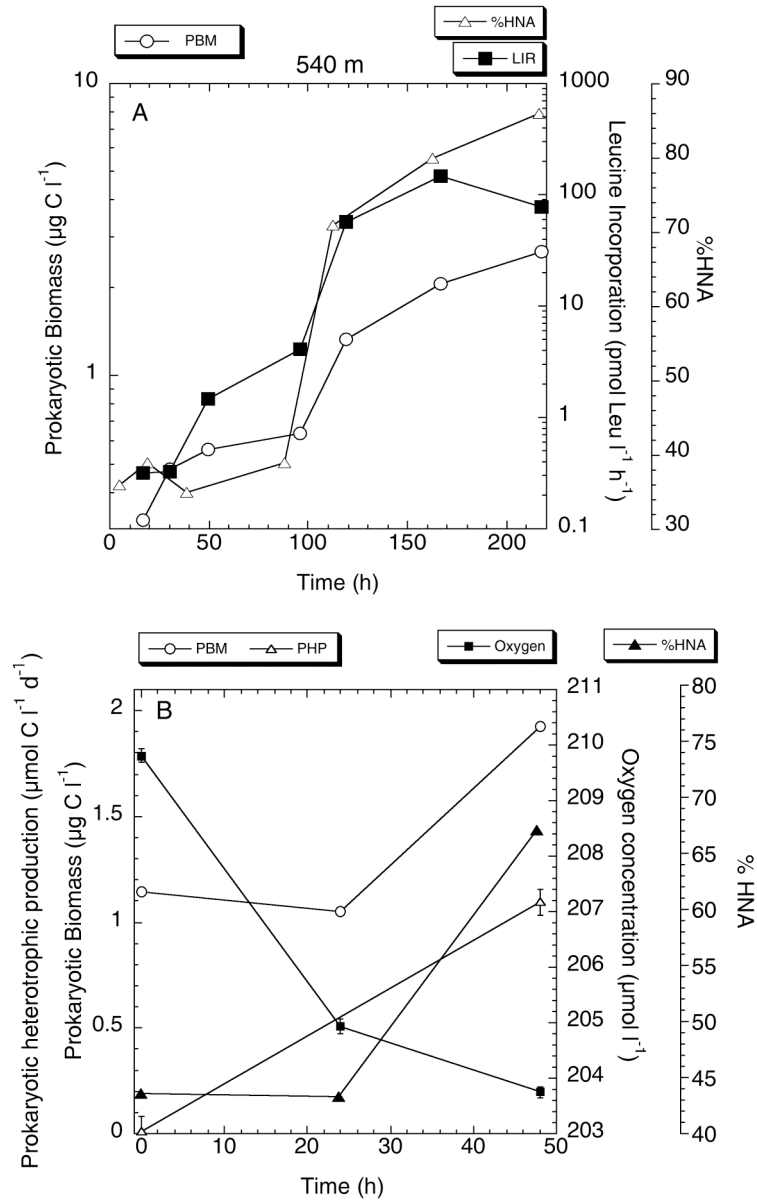 %HNA
PBM
LIR
540 m
A
10
1
Prokaryotic Biomass (µg C l⁻¹)
1000
100
10
1
0.1
Leucine Incorporation (pmol Leu l⁻¹ h⁻¹)
90
80
70
60
50
40
30
%HNA
0 50 100 150 200
Time (h)
PBM PHP Oxygen %HNA
B
Prokaryotic heterotrophic production (µmol C l⁻¹ d⁻¹)
Prokaryotic Biomass (µg C l⁻¹)
2
1.5
1
0.5
0
211
210
209
208
207
206
205
204
203
Oxygen concentration (µmol l⁻¹)
80
75
70
65
60
55
50
45
40
% HNA
0 10 20 30 40 50
Time (h)